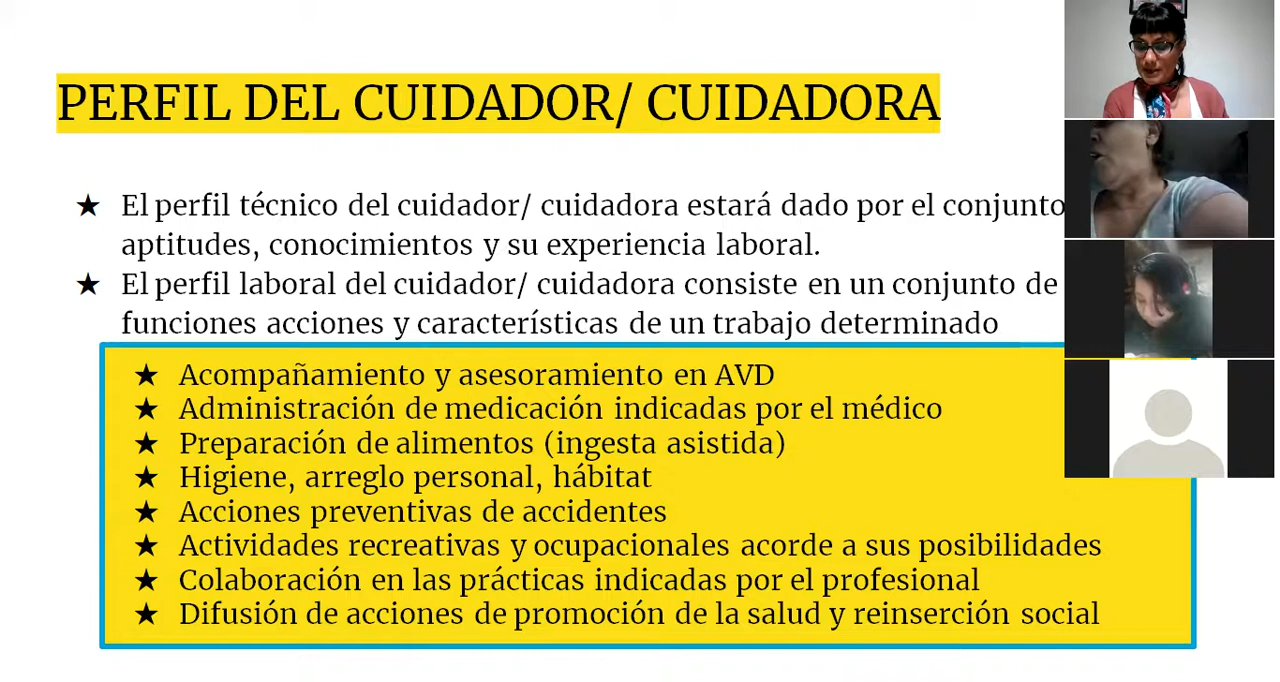 PERFIL DEL CUIDADOR/ CUIDADORA
★ El perfil técnico del cuidador/ cuidadora estará dado por el conjunto
aptitudes, conocimientos y su experiencia laboral.
★ El perfil laboral del cuidador/ cuidadora consiste en un conjunto de
funciones acciones y características de un trabajo determinado
★ Acompañamiento y asesoramiento en AVD
★ Administración de medicación indicadas por el médico
★ Preparación de alimentos (ingesta asistida)
★ Higiene, arreglo personal, hábitat
★ Acciones preventivas de accidentes
★ Actividades recreativas y ocupacionales acorde a sus posibilidades
★ Colaboración en las prácticas indicadas por el profesional
★ Difusión de acciones de promoción de la salud y reinserción social